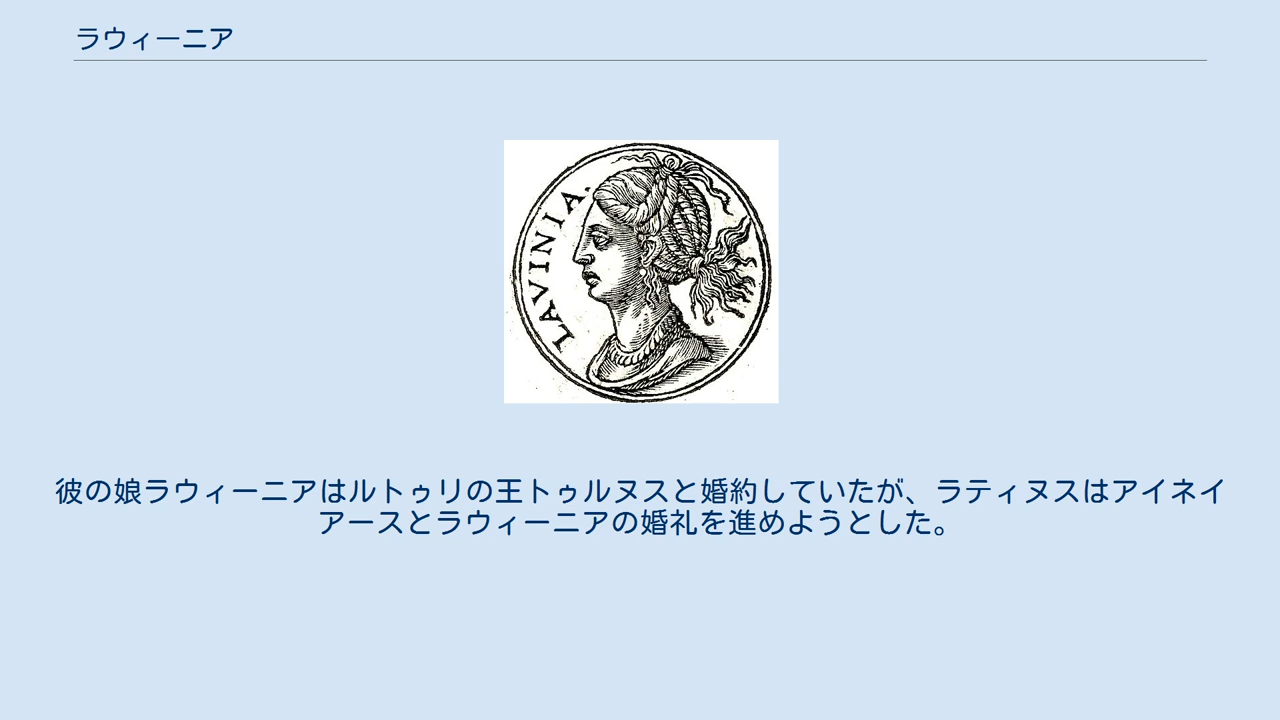 ラウィーニア
LAVINIA.
彼の娘ラウィーニアはルトゥリの王トゥルヌスと婚約していたが、ラティヌスはアイネイ
アースとラウィーニアの婚礼を進めようとした。